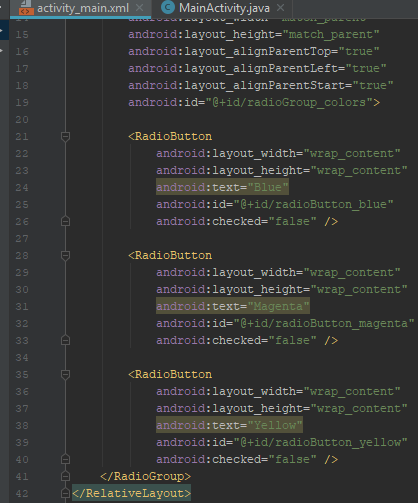 activity_main.xml
MainActivity.java
14 android:layout_width="match_parent"
15 android:layout_height="match_parent"
16 android:layout_alignParentTop="true"
17 android:layout_alignParentLeft="true"
18 android:layout_alignParentStart="true"
19 android:id="@+id/radioGroup_colors">
20
21 <RadioButton
22 android:layout_width="wrap_content"
23 android:layout_height="wrap_content"
24 android:text="Blue"
25 android:id="@+id/radioButton_blue"
26 android:checked="false" />
27
28 <RadioButton
29 android:layout_width="wrap_content"
30 android:layout_height="wrap_content"
31 android:text="Magenta"
32 android:id="@+id/radioButton_magenta"
33 android:checked="false" />
34
35 <RadioButton
36 android:layout_width="wrap_content"
37 android:layout_height="wrap_content"
38 android:text="Yellow"
39 android:id="@+id/radioButton_yellow"
40 android:checked="false" />
41 </RadioGroup>
42 </RelativeLayout>